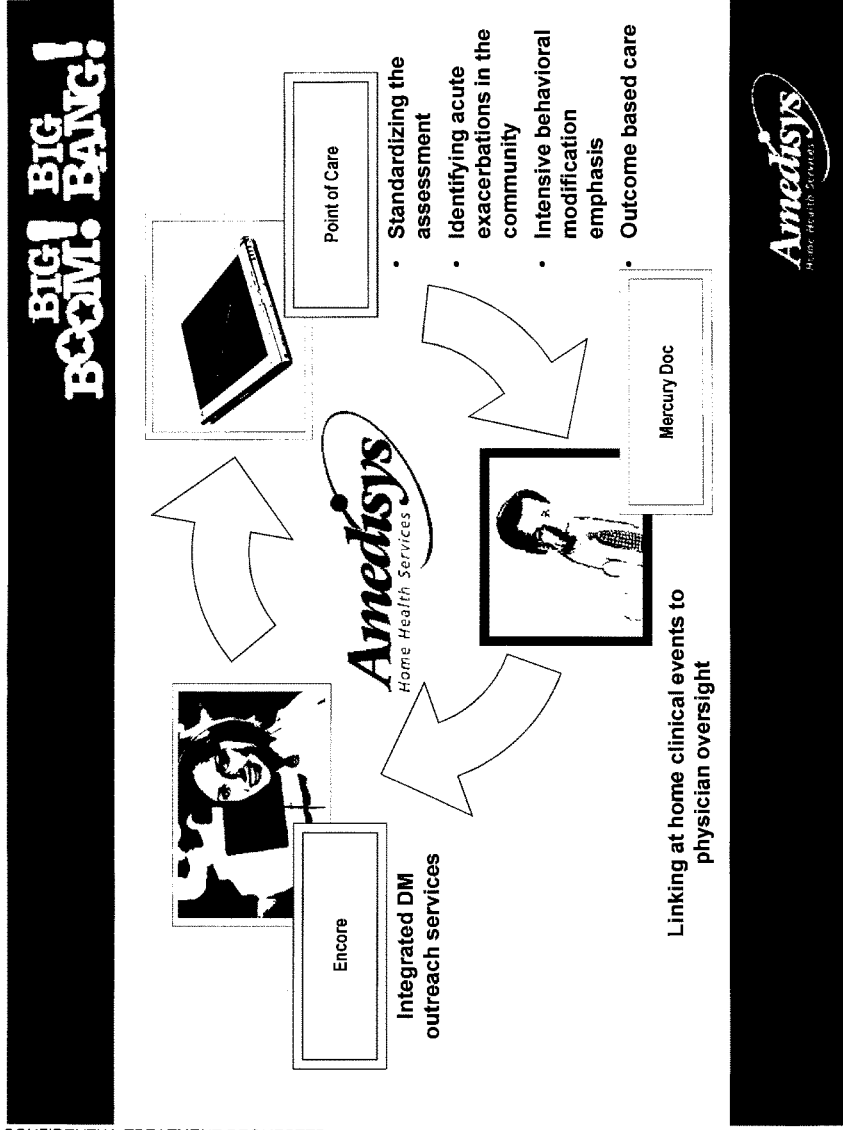 BIG! BIG
BOOM! BANG!
Encore
Integrated DM
outreach services
Point of Care
• Standardizing the
assessment
• Identifying acute
exacerbations in the
community
• Intensive behavioral
modification
emphasis
• Outcome based care
Amedisys
Home Health Services
Mercury Doc
Linking at home clinical events to
physician oversight
Amedisys
Home Health Services